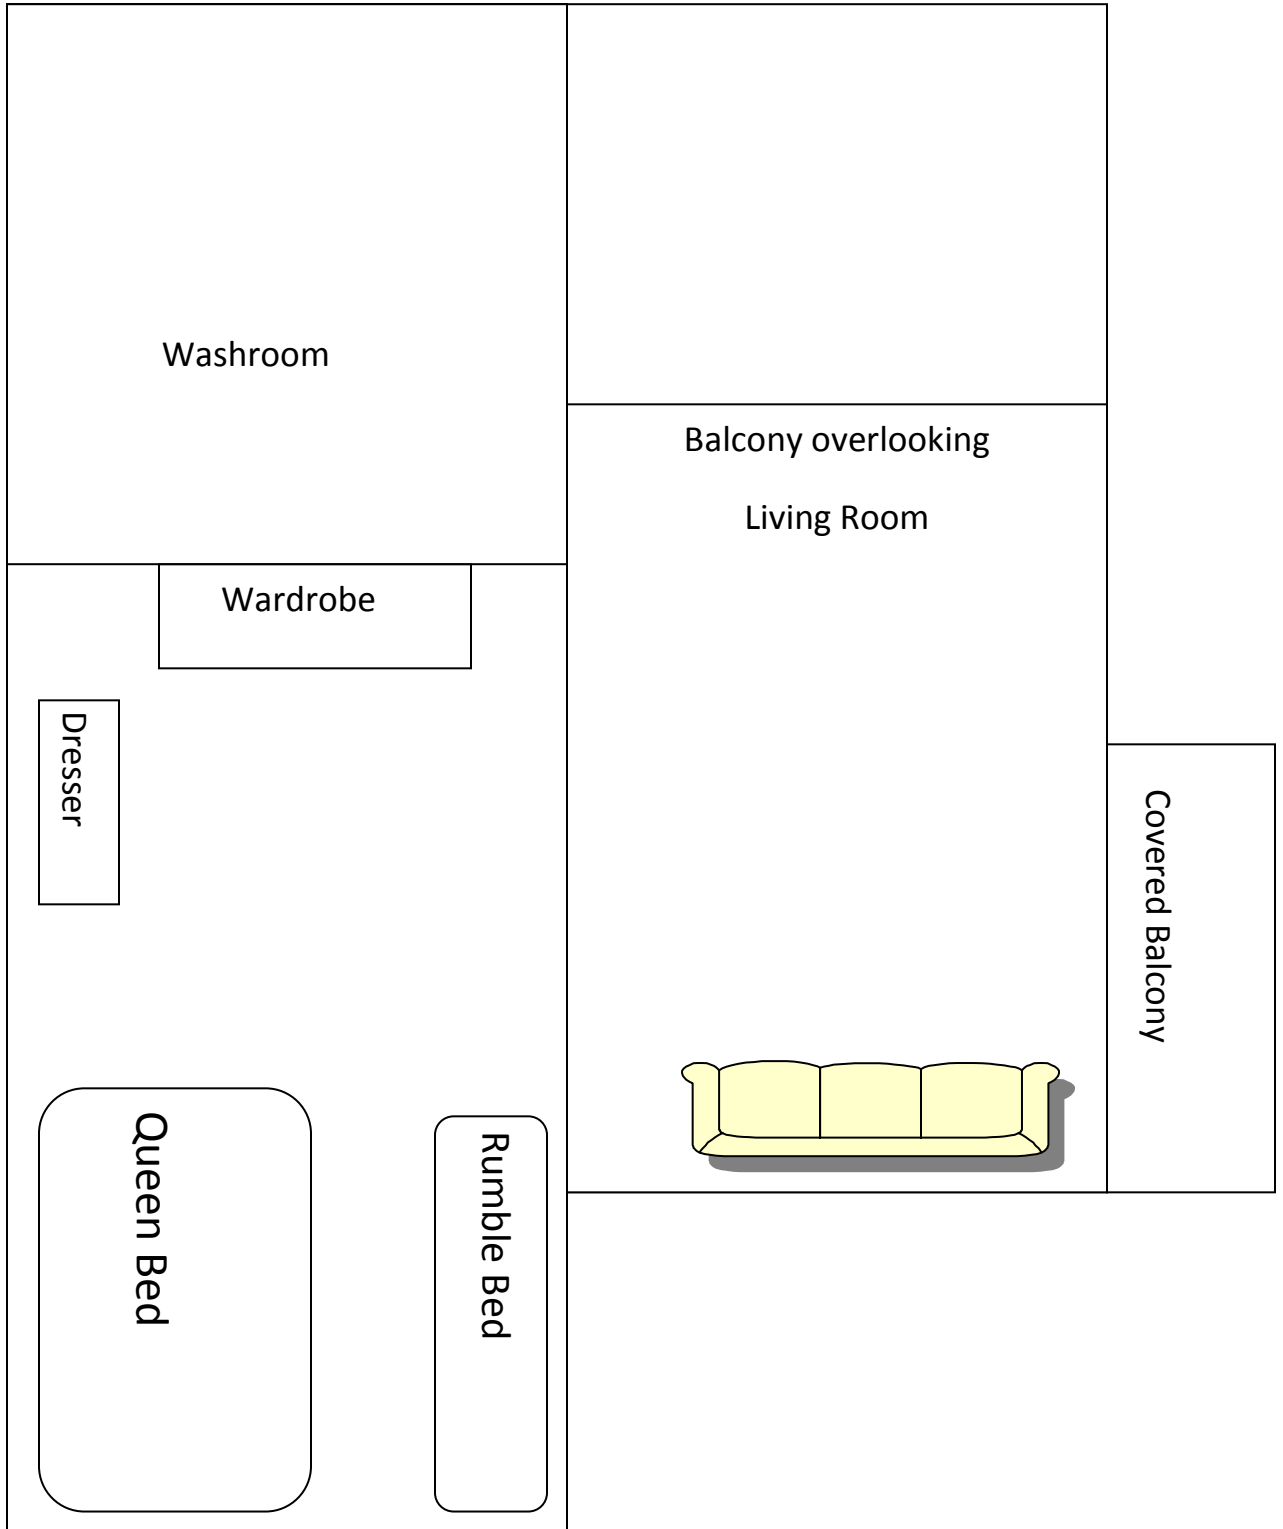 Washroom
Balcony overlooking
Living Room
Wardrobe
Dresser
Covered Balcony
Queen Bed
Rumble Bed